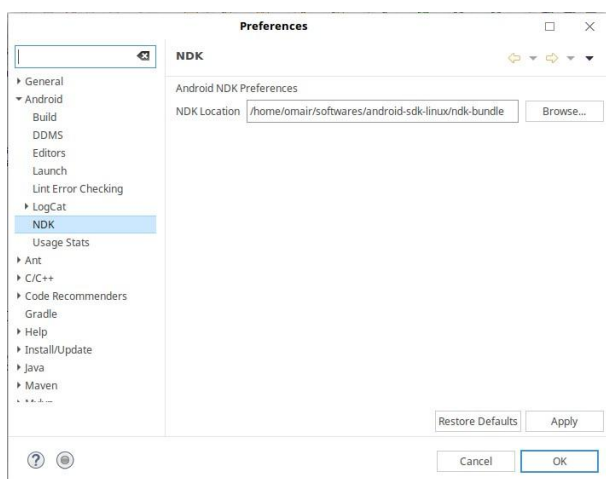 Preferences
NDK
General
Android
Build
DDMS
Editors
Launch
Lint Error Checking
LogCat
NDK
Usage Stats
Ant
C/C++
Code Recommenders
Gradle
Help
Install/Update
Java
Maven
Android NDK Preferences
NDK Location /home/omair/softwares/android-sdk-linux/ndk-bundle Browse...
Restore Defaults Apply
Cancel OK